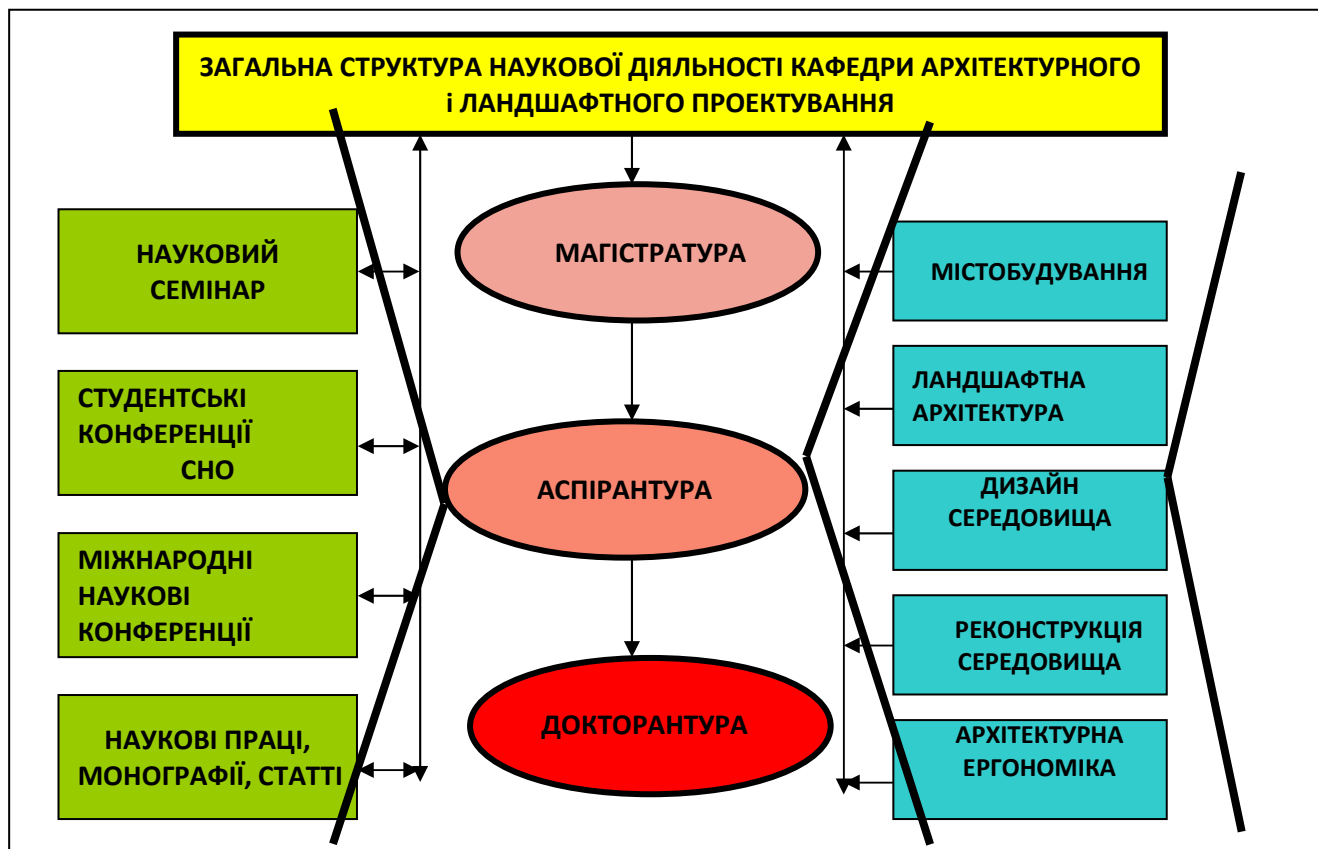 ЗАГАЛЬНА СТРУКТУРА НАУКОВОЇ ДІЯЛЬНОСТІ КАФЕДРИ АРХІТЕКТУРНОГО
і ЛАНДШАФТНОГО ПРОЕКТУВАННЯ
НАУКОВИЙ
СЕМІНАР
СТУДЕНТСЬКІ
КОНФЕРЕНЦІЇ
СНО
МІЖНАРОДНІ
НАУКОВІ
КОНФЕРЕНЦІЇ
НАУКОВІ ПРАЦІ,
МОНОГРАФІЇ, СТАТТІ
МАГІСТРАТУРА
АСПІРАНТУРА
ДОКТОРАНТУРА
МІСТОБУДУВАННЯ
ЛАНДШАФТНА
АРХІТЕКТУРА
ДИЗАЙН
СЕРЕДОВИЩА
РЕКОНСТРУКЦІЯ
СЕРЕДОВИЩА
АРХІТЕКТУРНА
ЕРГОНОМІКА